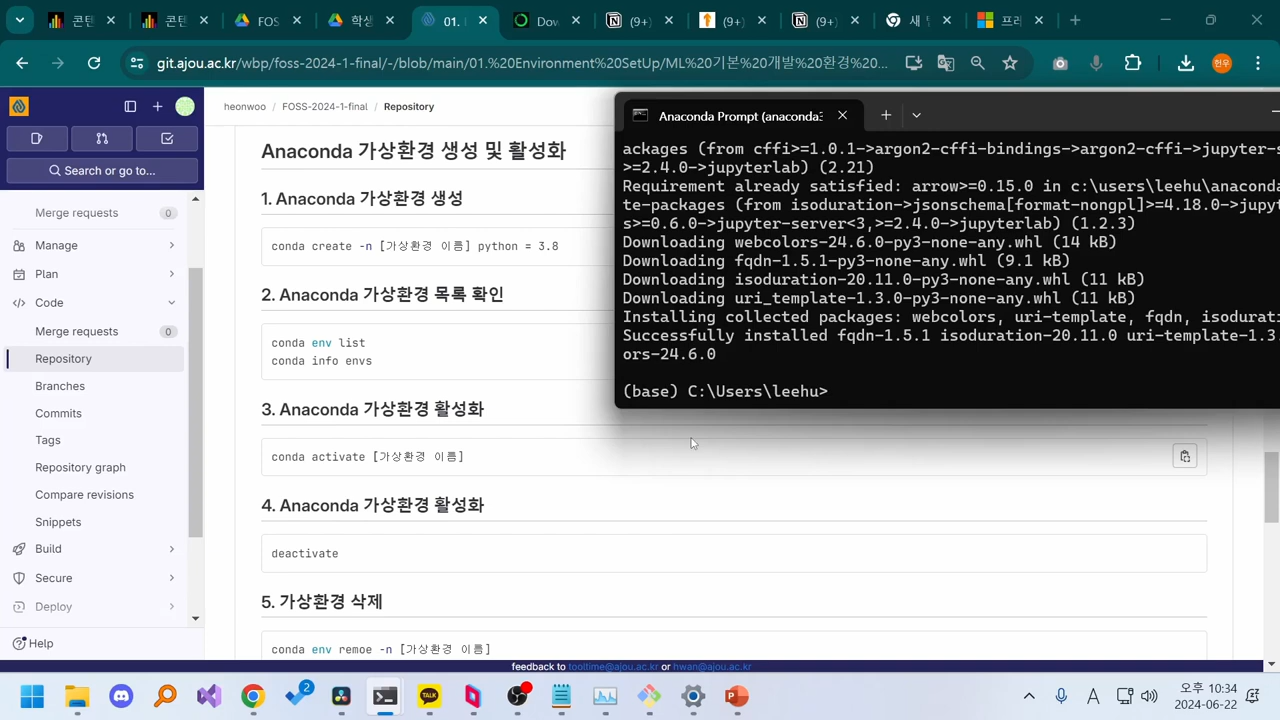 콘텐
콘텐
FOS
학생
01. I
Dow
(9+)
(9+)
(9+)
새 탭
프리
git.ajou.ac.kr/wbp/foss-2024-1-final/-/blob/main/01.%20Environment%20SetUp/ML%20기본%20개발%20환경%20...
현우
heonwoo
FOSS-2024-1-final
Repository
Search or go to...
Merge requests 0
Manage
Plan
Code
Merge requests 0
Repository
Branches
Commits
Tags
Repository graph
Compare revisions
Snippets
Build
Secure
Deploy
Help
Anaconda 가상환경 생성 및 활성화
1. Anaconda 가상환경 생성
conda create -n [가상환경 이름] python = 3.8
2. Anaconda 가상환경 목록 확인
conda env list
conda info envs
3. Anaconda 가상환경 활성화
conda activate [가상환경 이름]
4. Anaconda 가상환경 활성화
deactivate
5. 가상환경 삭제
conda env remoe -n [가상환경 이름]
Anaconda Prompt (anaconda3
ackages (from cffi>=1.0.1->argon2-cffi-bindings->argon2-cffi->jupyter-s
>=2.4.0->jupyterlab) (2.21)
Requirement already satisfied: arrow>=0.15.0 in c:\users\leehu\anaconda
te-packages (from isoduration->jsonschema[format-nongpl]>=4.18.0->jupyt
s>=0.6.0->jupyter-server<3,>=2.4.0->jupyterlab) (1.2.3)
Downloading webcolors-24.6.0-py3-none-any.whl (14 kB)
Downloading fqdn-1.5.1-py3-none-any.whl (9.1 kB)
Downloading isoduration-20.11.0-py3-none-any.whl (11 kB)
Downloading uri_template-1.3.0-py3-none-any.whl (11 kB)
Installing collected packages: webcolors, uri-template, fqdn, isodurati
Successfully installed fqdn-1.5.1 isoduration-20.11.0 uri-template-1.3.
ors-24.6.0
(base) C:\Users\leehu>
feedback to tooltime@ajou.ac.kr or hwan@ajou.ac.kr
2
TALK
A
오후 10:34
2024-06-22